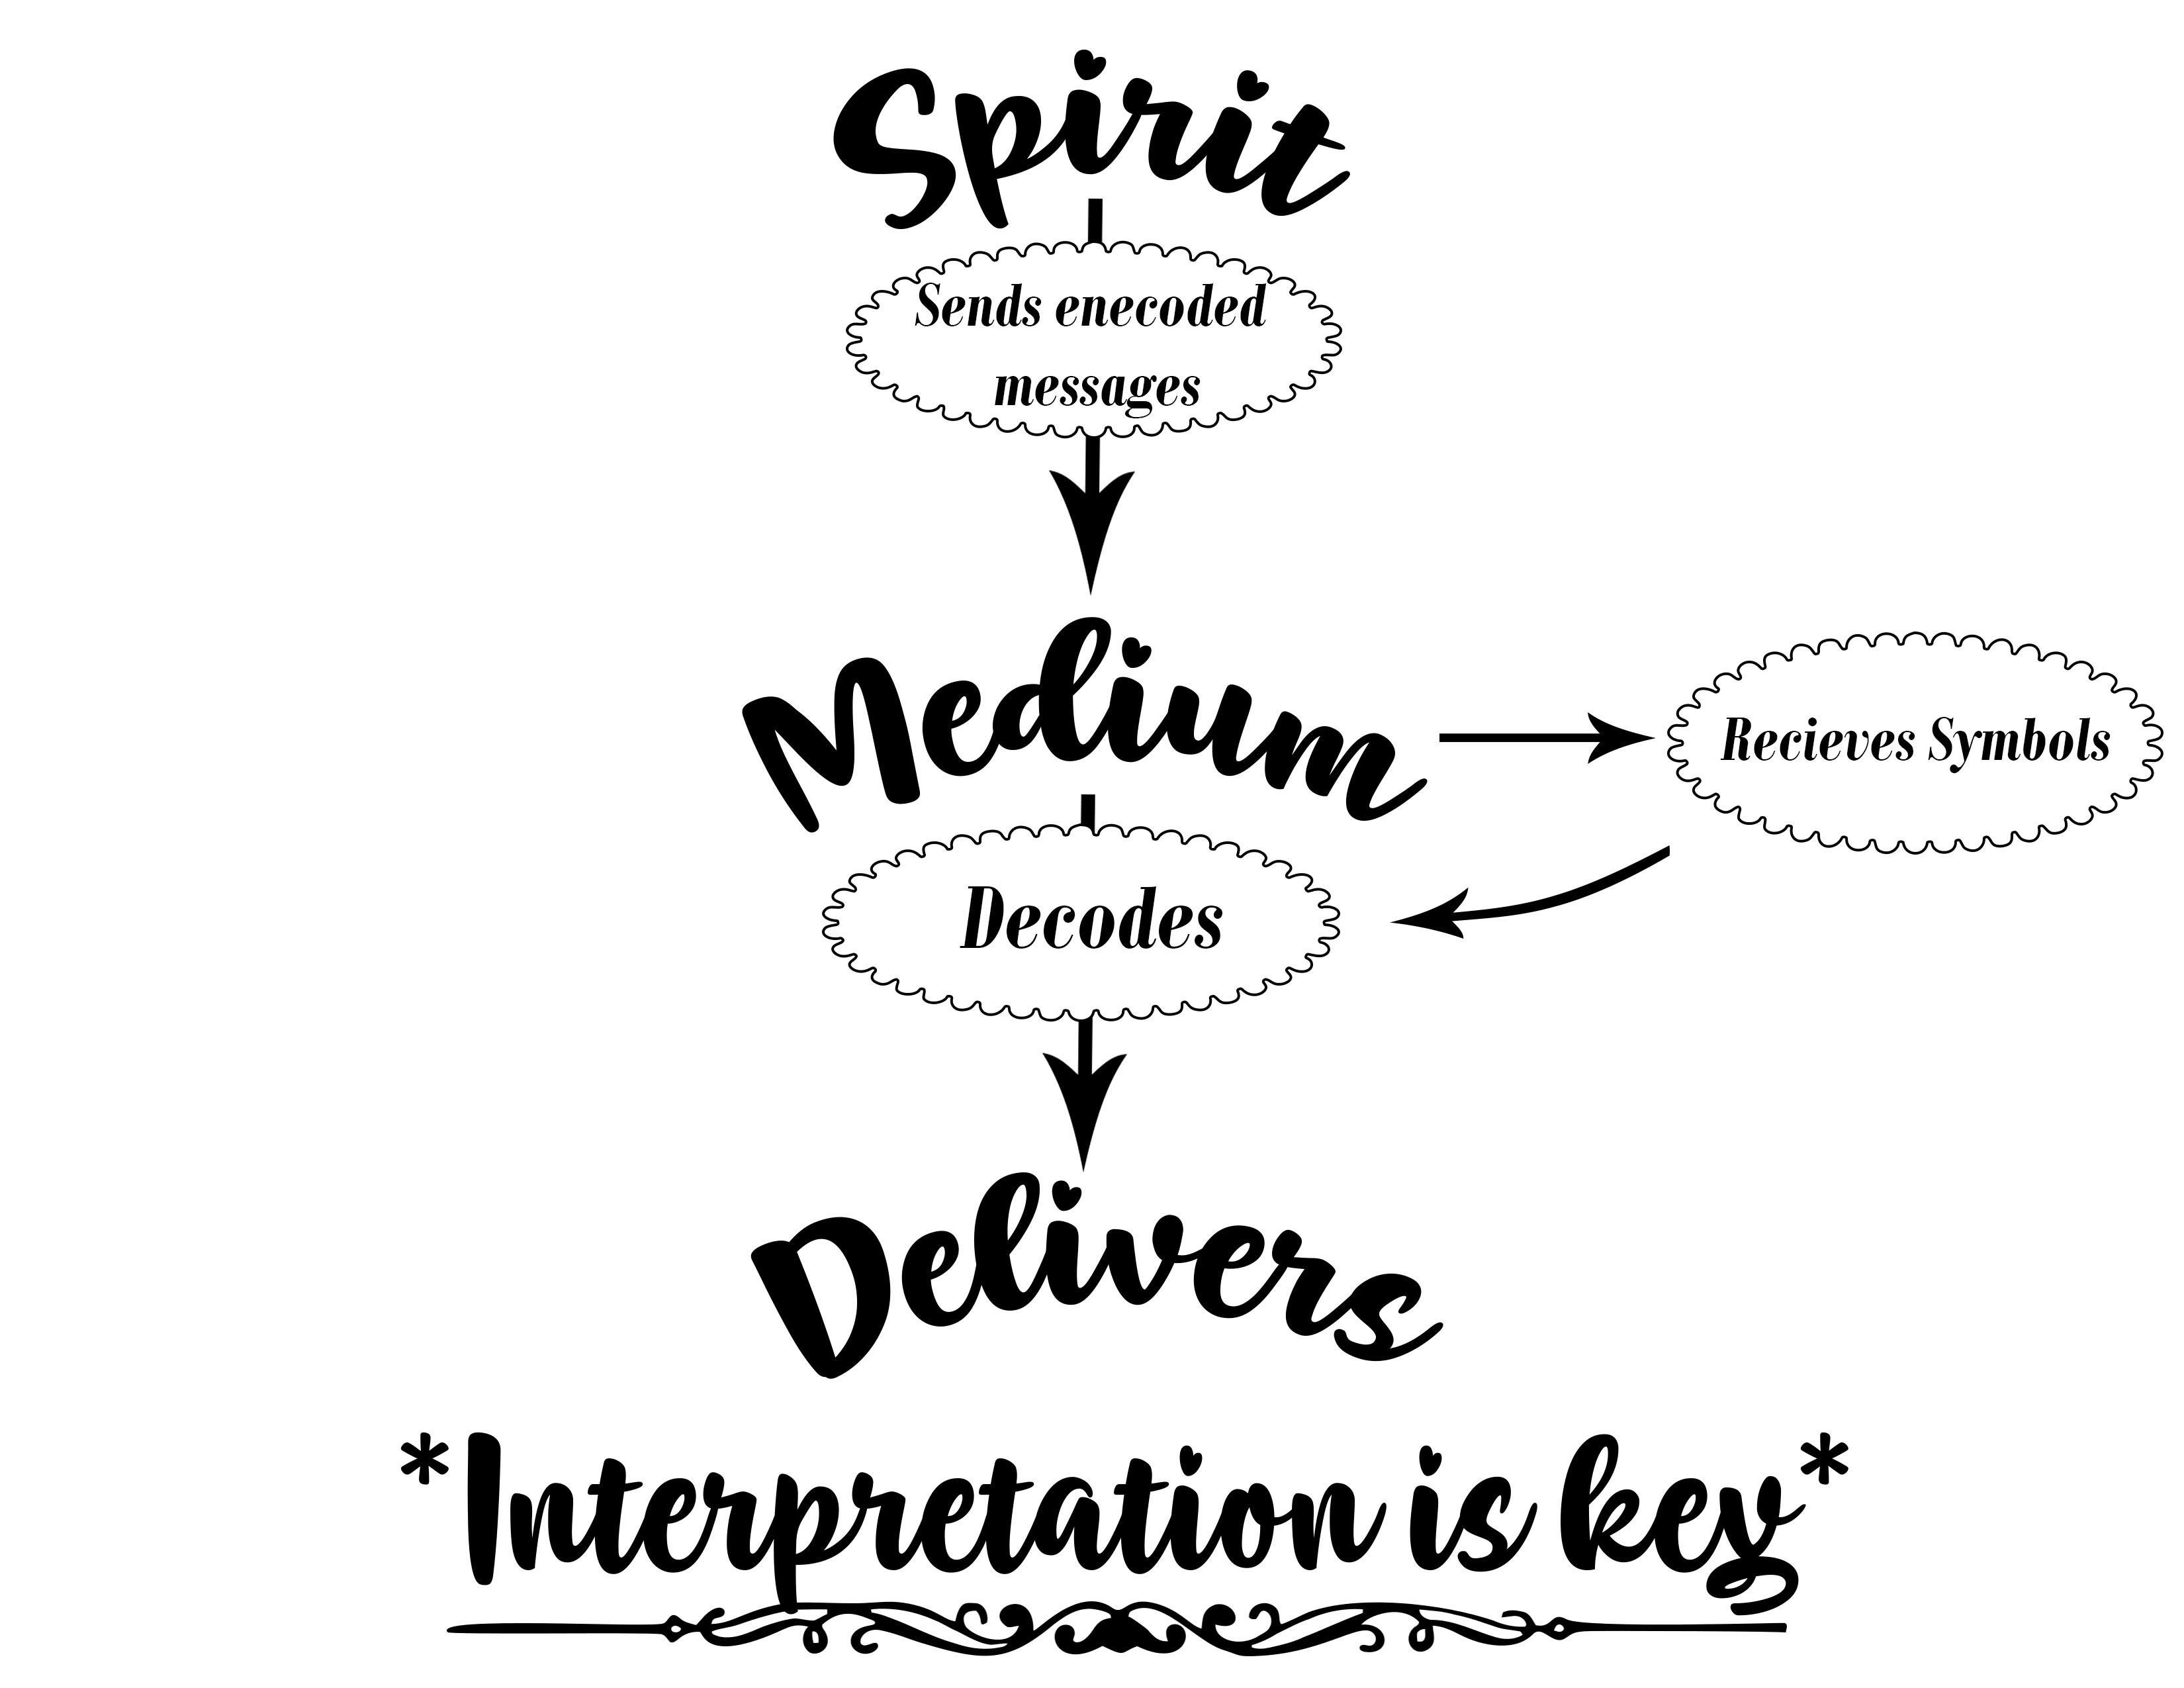 Spirit
Sends enecoded
messages
Medium
Recieves Symbols
Decodes
Delivers
*Interpretation is key*